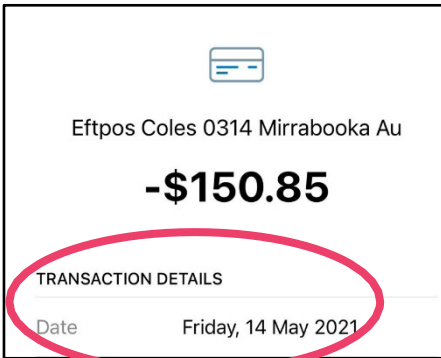 Eftpos Coles 0314 Mirrabooka Au
-$150.85
TRANSACTION DETAILS
Date Friday, 14 May 2021